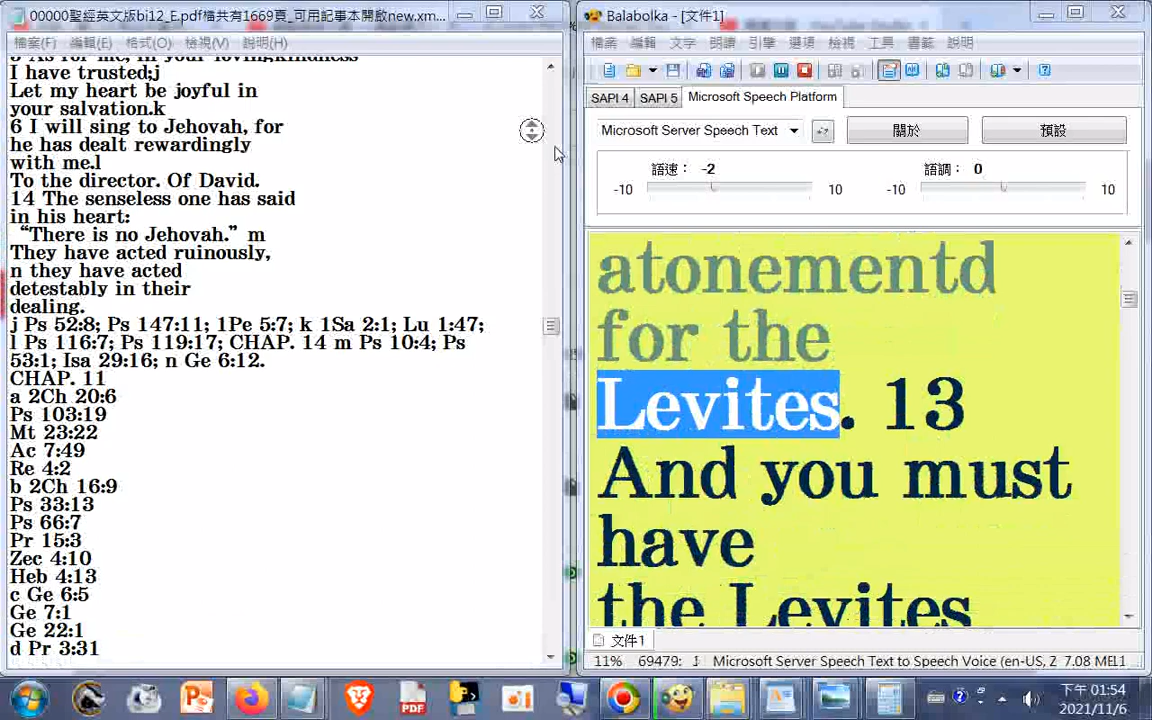 00000聖經英文版bi12_E.pdf檔共有1669頁_可用記事本開啟new.xm...
檔案(F) 編輯(E) 格式(O) 檢視(V) 說明(H)
5 As for me, in your lovingkindness
I have trusted;j
Let my heart be joyful in
your salvation.k
6 I will sing to Jehovah, for
he has dealt rewardingly
with me.l
To the director. Of David.
14 The senseless one has said
in his heart:
“There is no Jehovah.” m
They have acted ruinously,
n they have acted
detestably in their
dealing.
j Ps 52:8; Ps 147:11; 1Pe 5:7; k 1Sa 2:1; Lu 1:47;
l Ps 116:7; Ps 119:17; CHAP. 14 m Ps 10:4; Ps
53:1; Isa 29:16; n Ge 6:12.
CHAP. 11
a 2Ch 20:6
Ps 103:19
Mt 23:22
Ac 7:49
Re 4:2
b 2Ch 16:9
Ps 33:13
Ps 66:7
Pr 15:3
Zec 4:10
Heb 4:13
c Ge 6:5
Ge 7:1
Ge 22:1
d Pr 3:31
Balabolka - [文件1]
檔案 編輯 文字 朗讀 引擎 選項 檢視 工具 書籤 說明
SAPI 4 SAPI 5 Microsoft Speech Platform
Microsoft Server Speech Text 關於 預設
語速: -2 語調: 0
-10 10 -10 10
atonementd
for the
Levites. 13
And you must
have
the Levites
文件1
11% 69479: 1 Microsoft Server Speech Text to Speech Voice (en-US, 2 7.08 МБ11
PDF
下午 01:54
2021/11/6